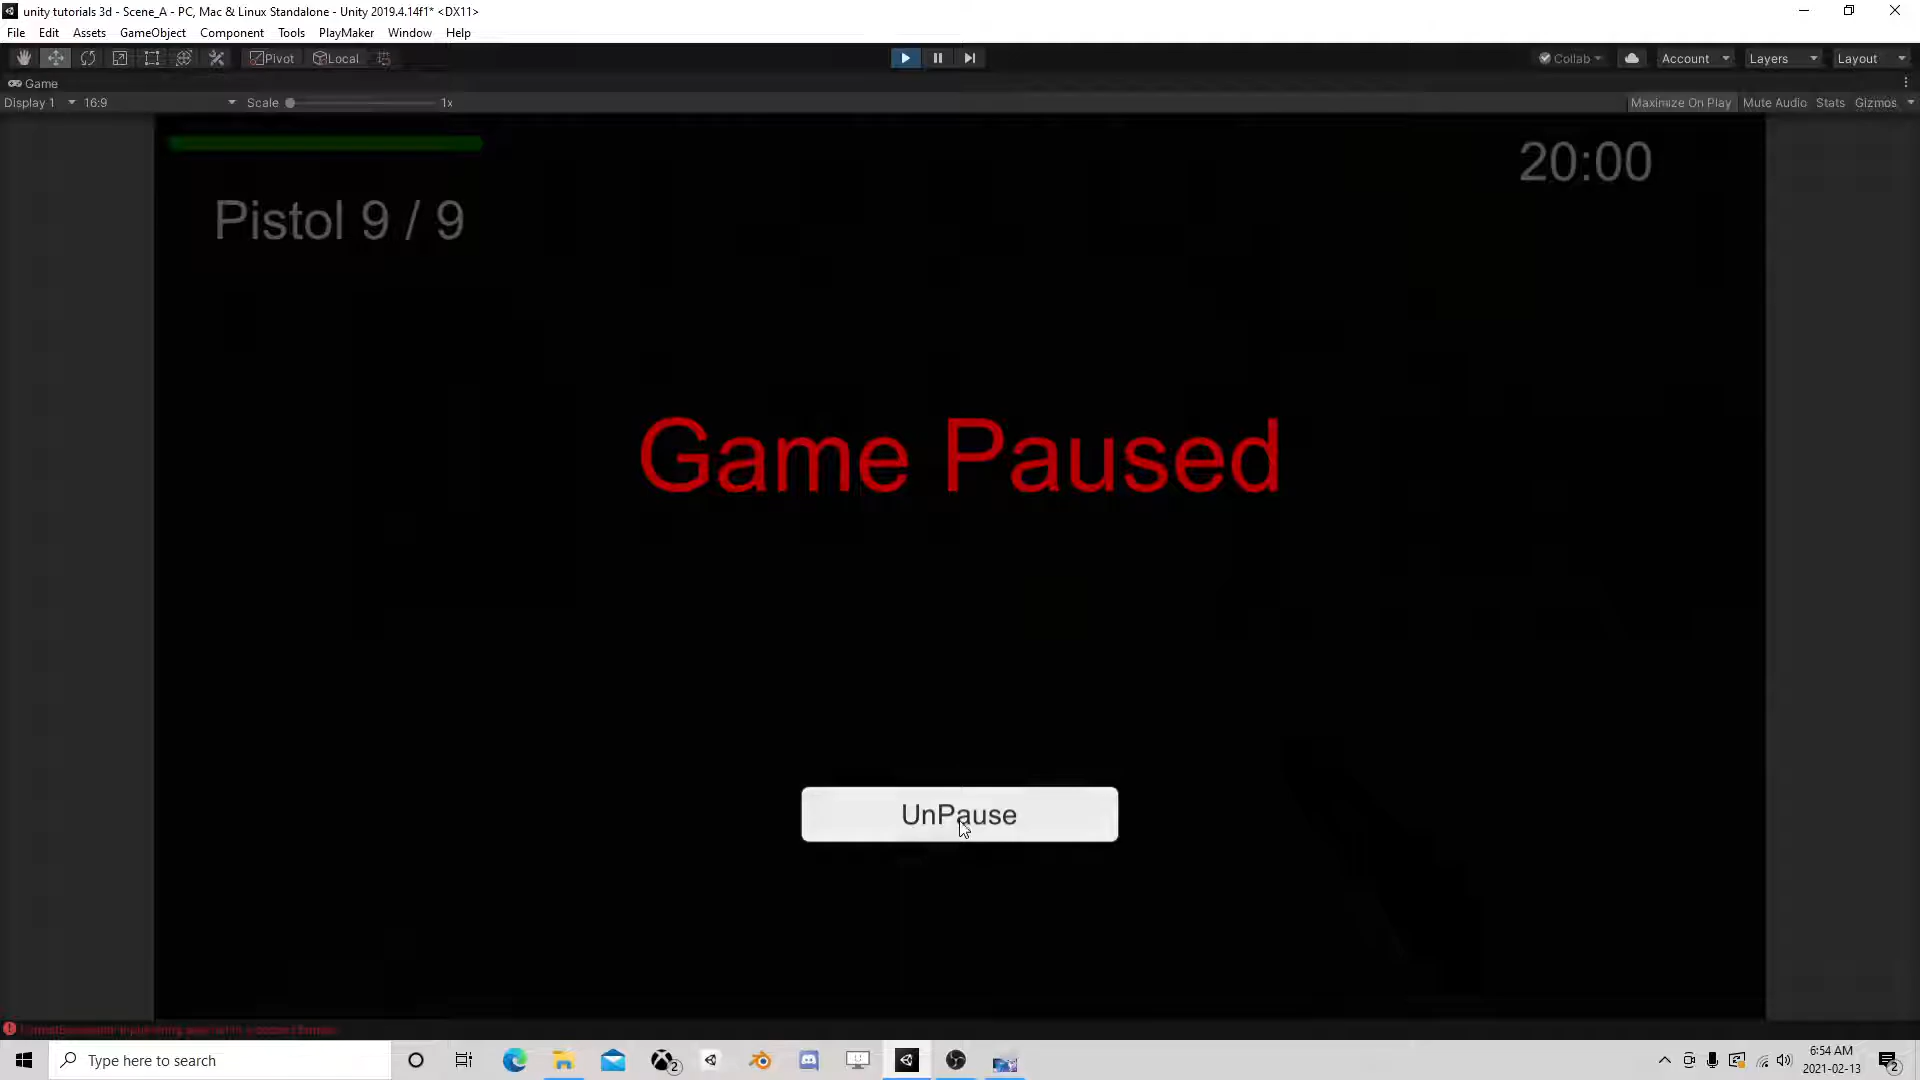 unity tutorials 3d - Scene_A - PC, Mac & Linux Standalone - Unity 2019.4.14f1* <DX11>
File Edit Assets GameObject Component Tools PlayMaker Window Help
Pivot Local Collab Account Layers Layout
Game
Display 1 16:9 Scale 1x Maximize On Play Mute Audio Stats Gizmos
20:00
Pistol 9 / 9
Game Paused
UnPause
Type here to search
2
6:54 AM
2021-02-13
2